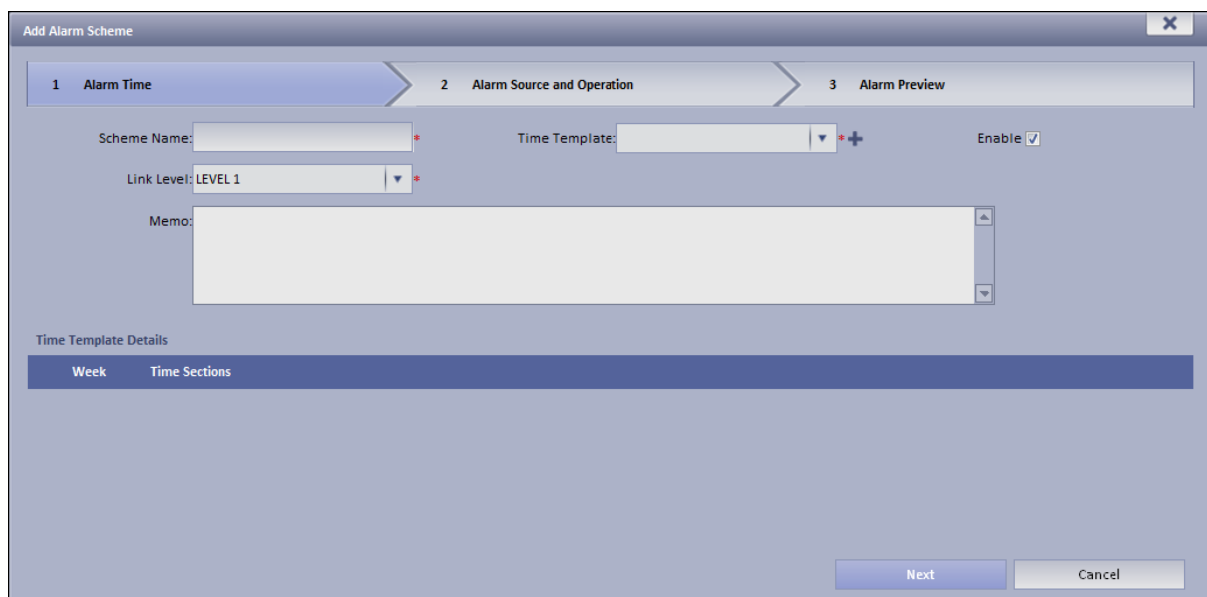 Add Alarm Scheme
1 Alarm Time 2 Alarm Source and Operation 3 Alarm Preview
Scheme Name: * Time Template: * Enable
Link Level: LEVEL 1 *
Memo:
Time Template Details
Week Time Sections
Next Cancel